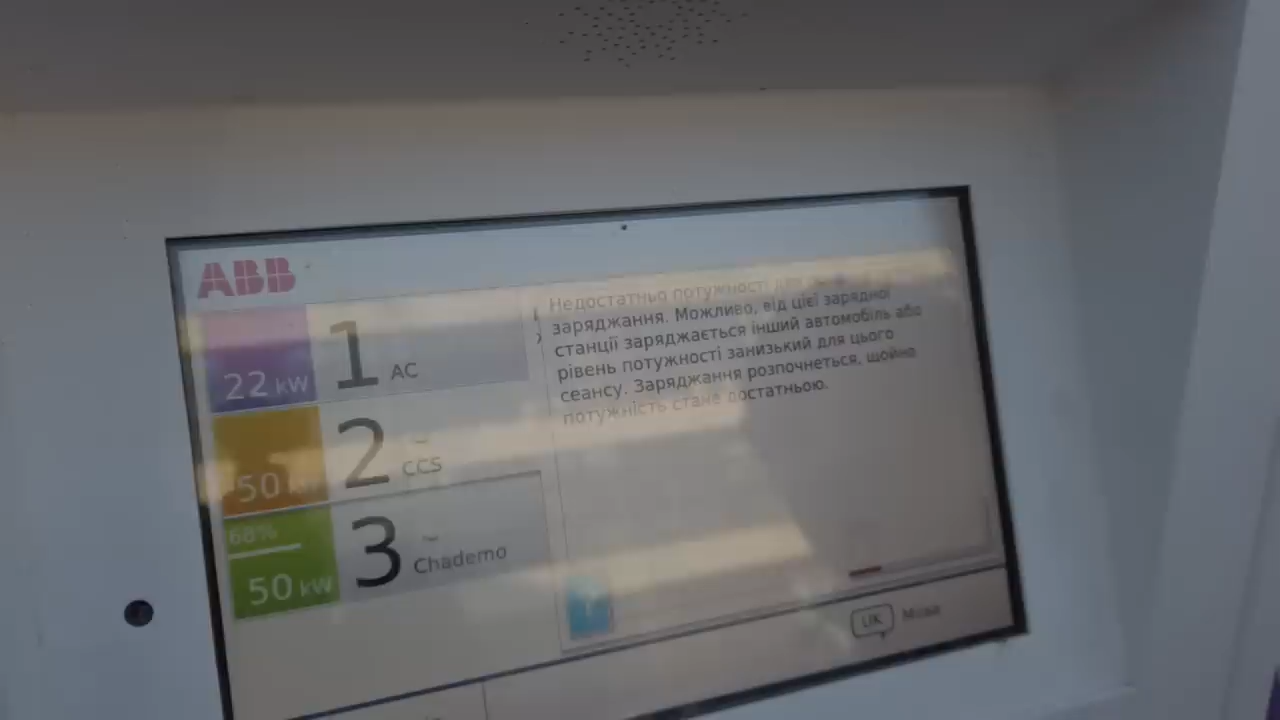 ABB
22 kW
1 AC
50 kW
2 CCS
68%
50 kW
3 Chademo
Недостатньо потужності для
заряджання. Можливо, від цієї зарядної
станції заряджається інший автомобіль або
рівень потужності занизький для цього
сеансу. Заряджання розпочнеться, щойно
потужність стане достатньою.
UK Мова